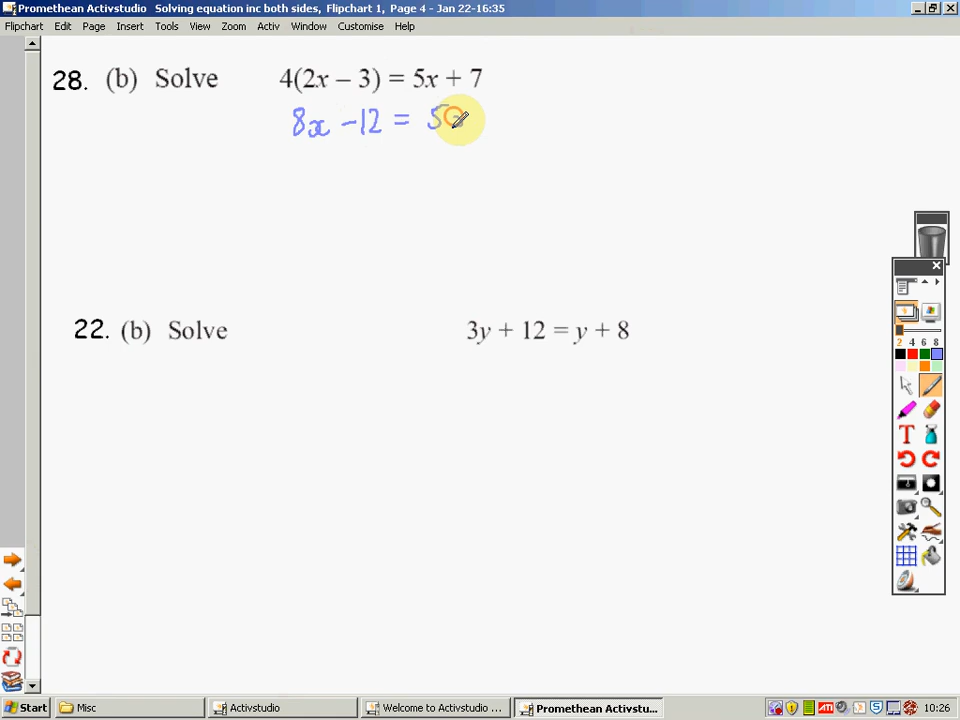 Promethean Activstudio Solving equation inc both sides, Flipchart 1, Page 4 - Jan 22-16:35
Flipchart Edit Page Insert Tools View Zoom Activ Window Customise Help
28. (b) Solve 4(2x – 3) = 5x + 7
8x - 12 = 5x
22. (b) Solve 3y + 12 = y + 8
2 4 6 8
T
Start Misc Activstudio Welcome to Activstudio ... Promethean Activstu... ATI 5 10:26